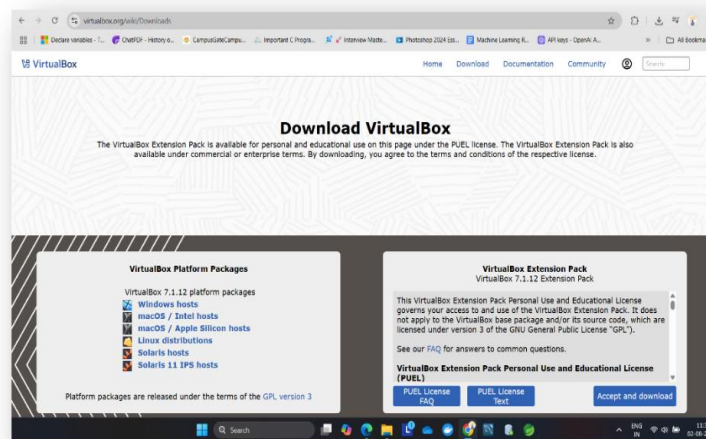 virtualbox.org/wiki/Downloads
Declare variables - T... ChatPDF - History o... CampusGateCampu... Important C Progra... Interview Maste... Photoshop 2024 Ess... Machine Learning R... API keys - OpenAI A... » All Bookma
VirtualBox Home Download Documentation Community Search
Download VirtualBox
The VirtualBox Extension Pack is available for personal and educational use on this page under the PUEL license. The VirtualBox Extension Pack is also
available under commercial or enterprise terms. By downloading, you agree to the terms and conditions of the respective license.
VirtualBox Platform Packages
VirtualBox 7.1.12 platform packages
Windows hosts
macOS / Intel hosts
macOS / Apple Silicon hosts
Linux distributions
Solaris hosts
Solaris 11 IPS hosts
Platform packages are released under the terms of the GPL version 3
VirtualBox Extension Pack
VirtualBox 7.1.12 Extension Pack
This VirtualBox Extension Pack Personal Use and Educational License
governs your access to and use of the VirtualBox Extension Pack. It does
not apply to the VirtualBox base package and/or its source code, which are
licensed under version 3 of the GNU General Public License "GPL").
See our FAQ for answers to common questions.
VirtualBox Extension Pack Personal Use and Educational License
(PUEL)
PUEL License
FAQ
PUEL License
Text
Accept and download
Search
ENG
IN